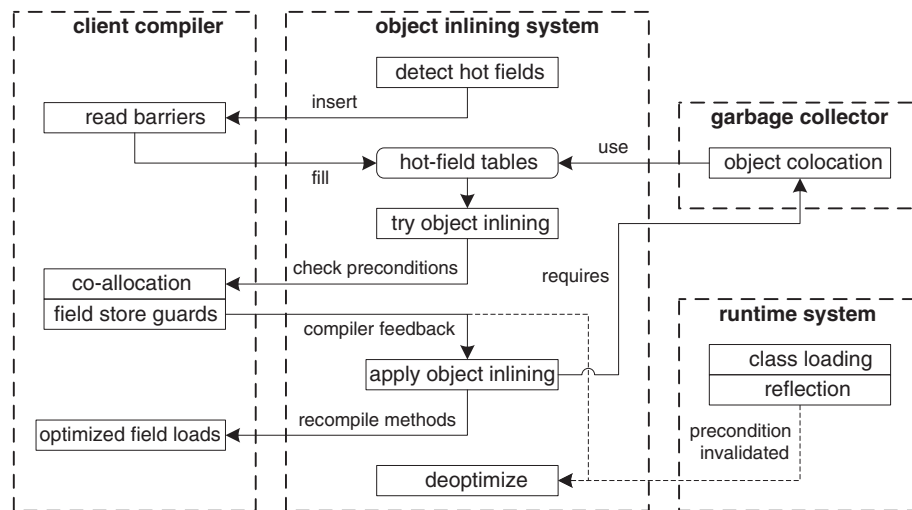 client compiler
object inlining system
detect hot fields
insert
read barriers
garbage collector
hot-field tables
use
object colocation
fill
try object inlining
check preconditions
requires
co-allocation
field store guards
compiler feedback
runtime system
class loading
apply object inlining
reflection
recompile methods
optimized field loads
precondition
invalidated
deoptimize